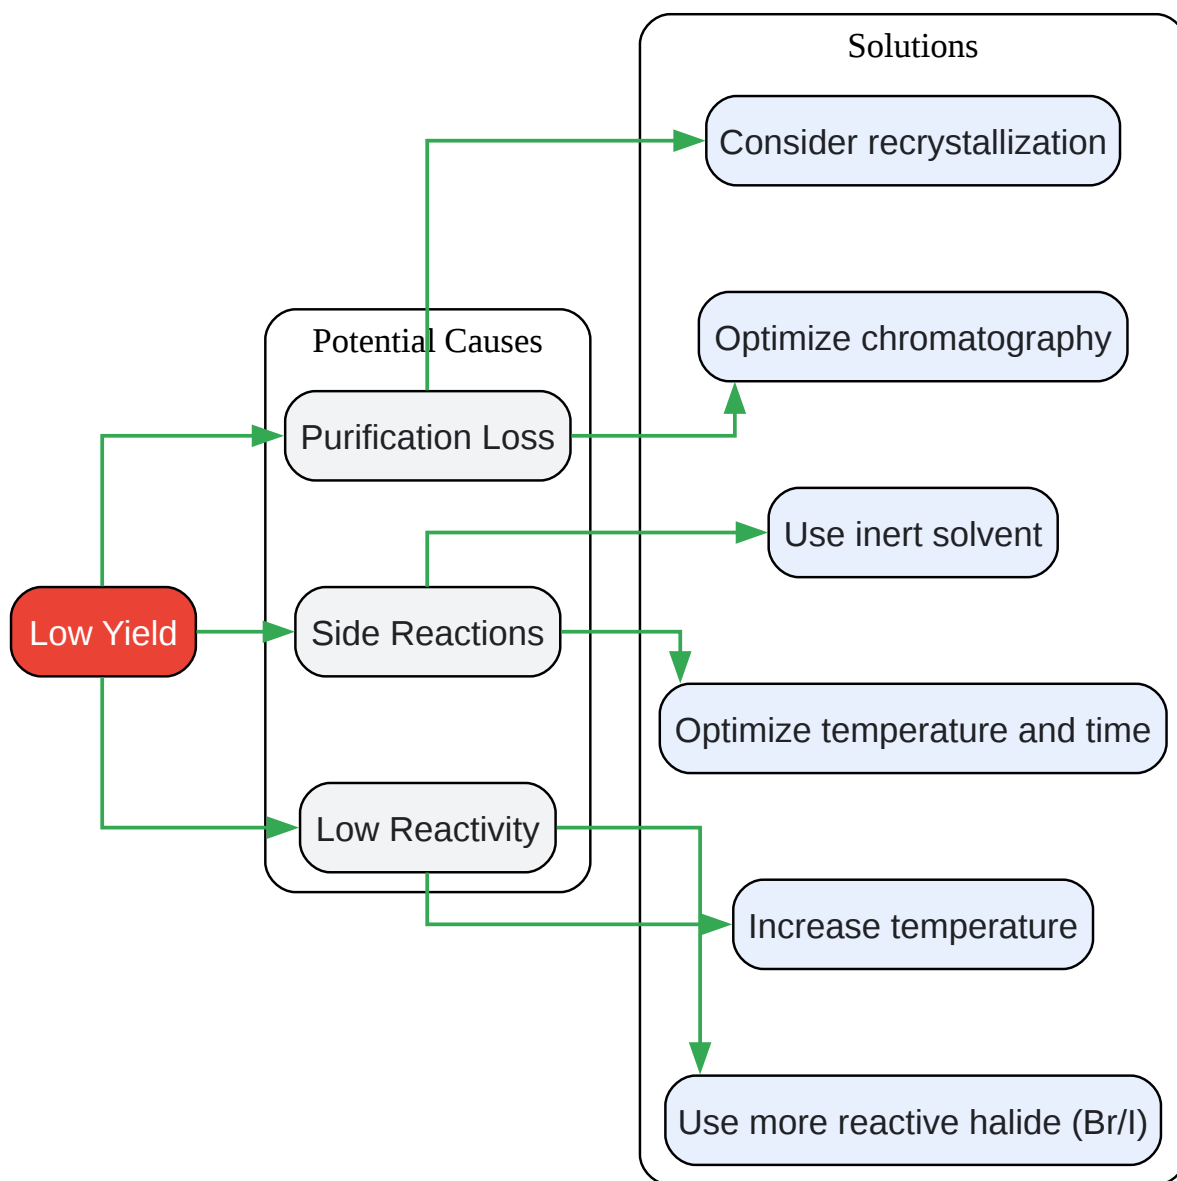 Solutions
Consider recrystallization
Optimize chromatography
Potential Causes
Purification Loss
Use inert solvent
Low Yield
Side Reactions
Optimize temperature and time
Low Reactivity
Increase temperature
Use more reactive halide (Br/I)